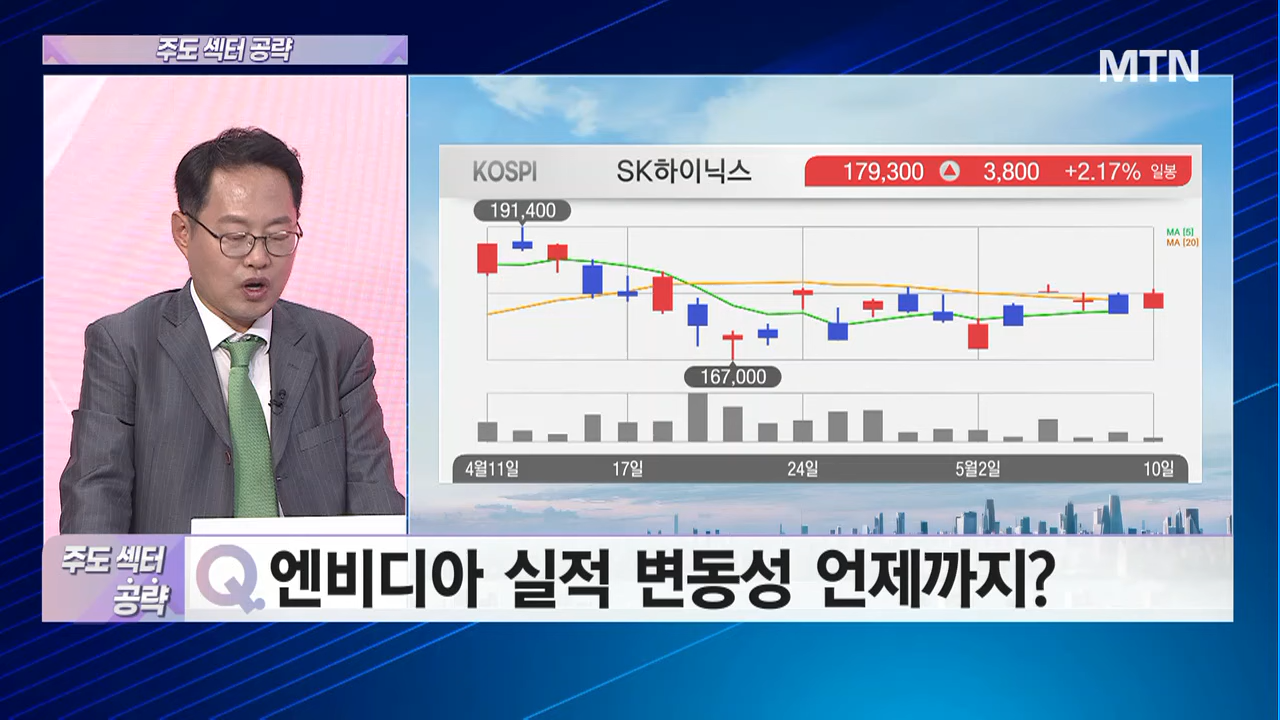 주도 섹터 공략
MTN
KOSPI SK하이닉스 179,300 3,800 +2.17% 일봉
191,400
MA [5]
MA [20]
167,000
4월11일 17일 24일 5월2일 10일
주도 섹터
공략
Q. 엔비디아 실적 변동성 언제까지?